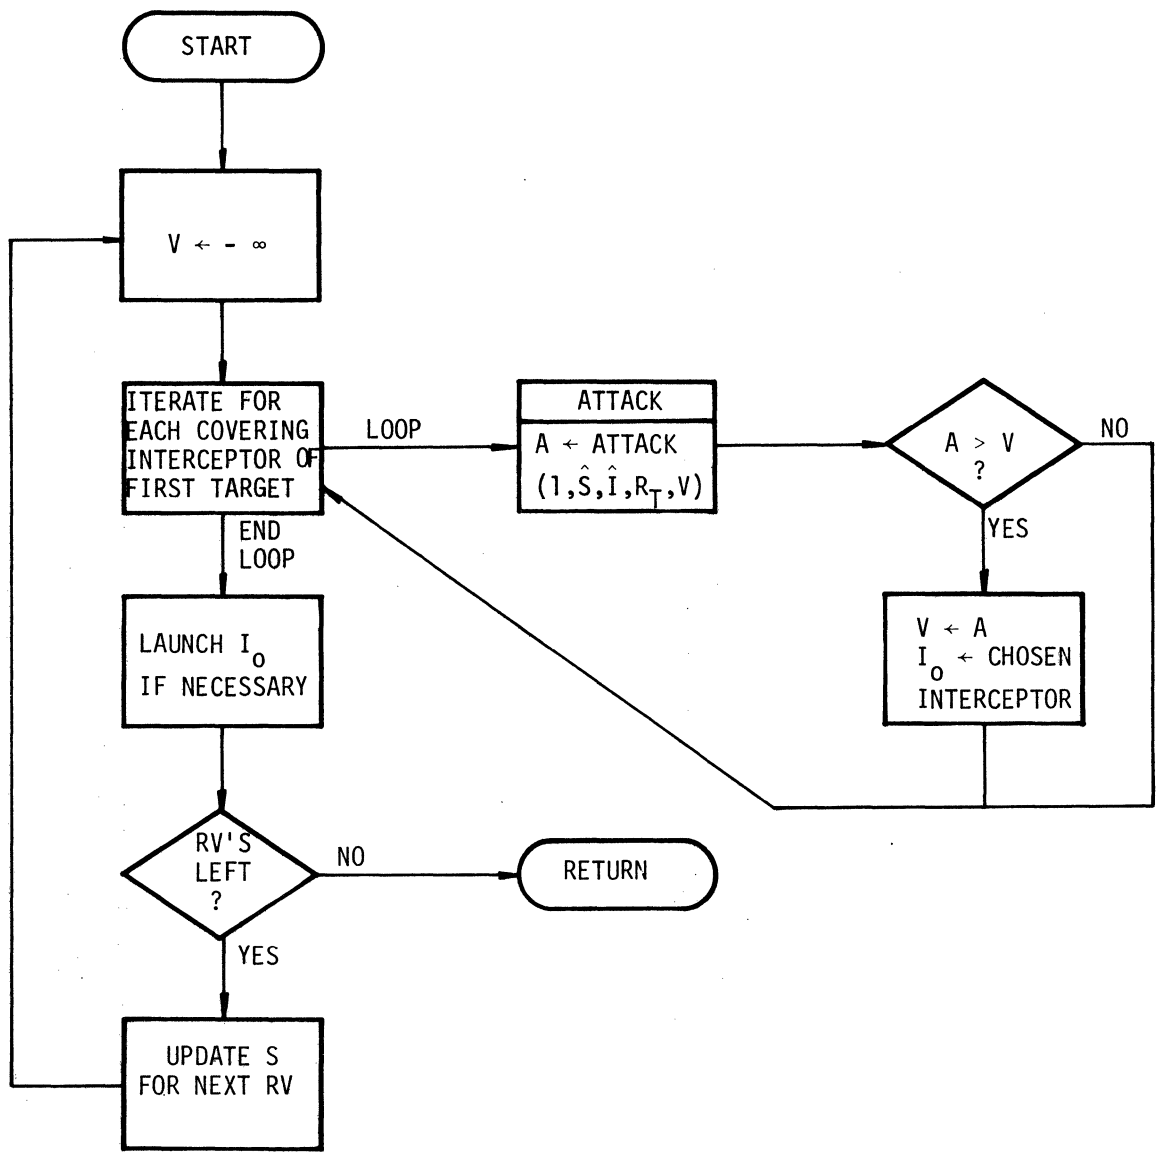 START
V ← - ∞
ITERATE FOR
EACH COVERING
INTERCEPTOR OF
FIRST TARGET
LOOP
ATTACK
A ← ATTACK
(1,Ŝ,Î,R_T,V)
A > V
?
NO
YES
V ← A
I_o ← CHOSEN
INTERCEPTOR
END
LOOP
LAUNCH I_o
IF NECESSARY
RV'S
LEFT
?
NO
RETURN
YES
UPDATE S
FOR NEXT RV